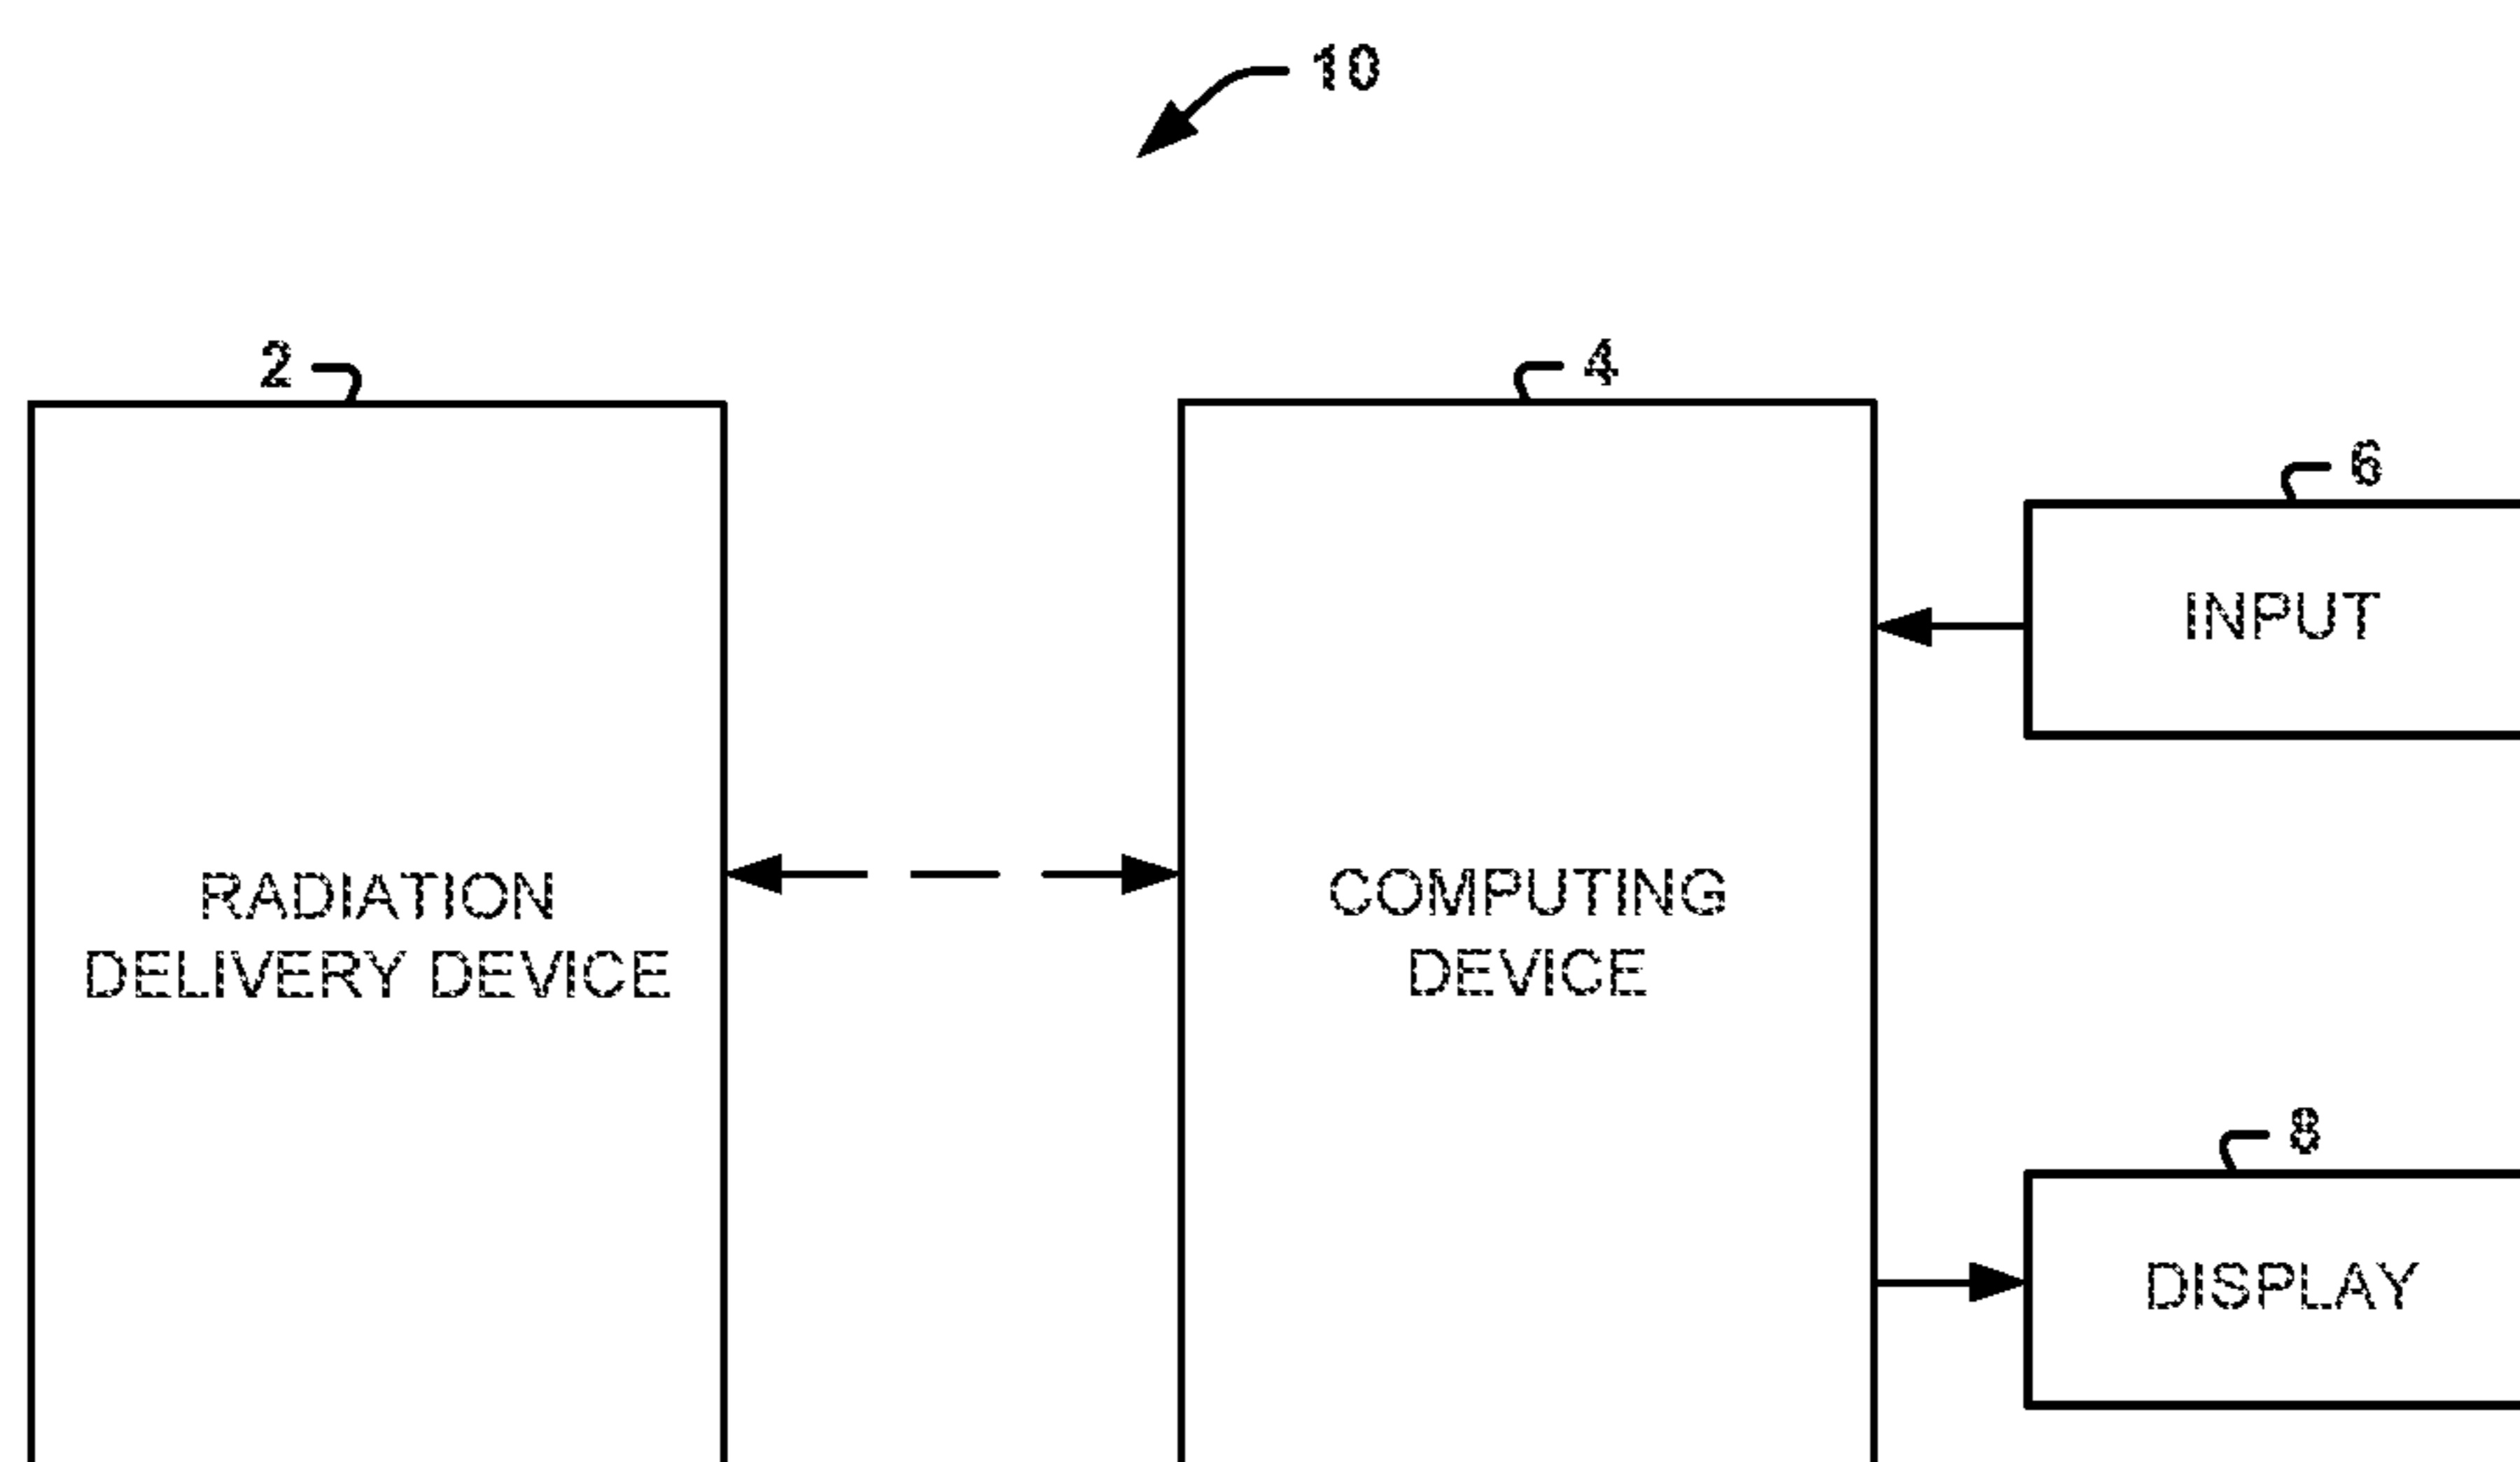 10
2
4
6
INPUT
RADIATION
DELIVERY DEVICE
COMPUTING
DEVICE
8
DISPLAY